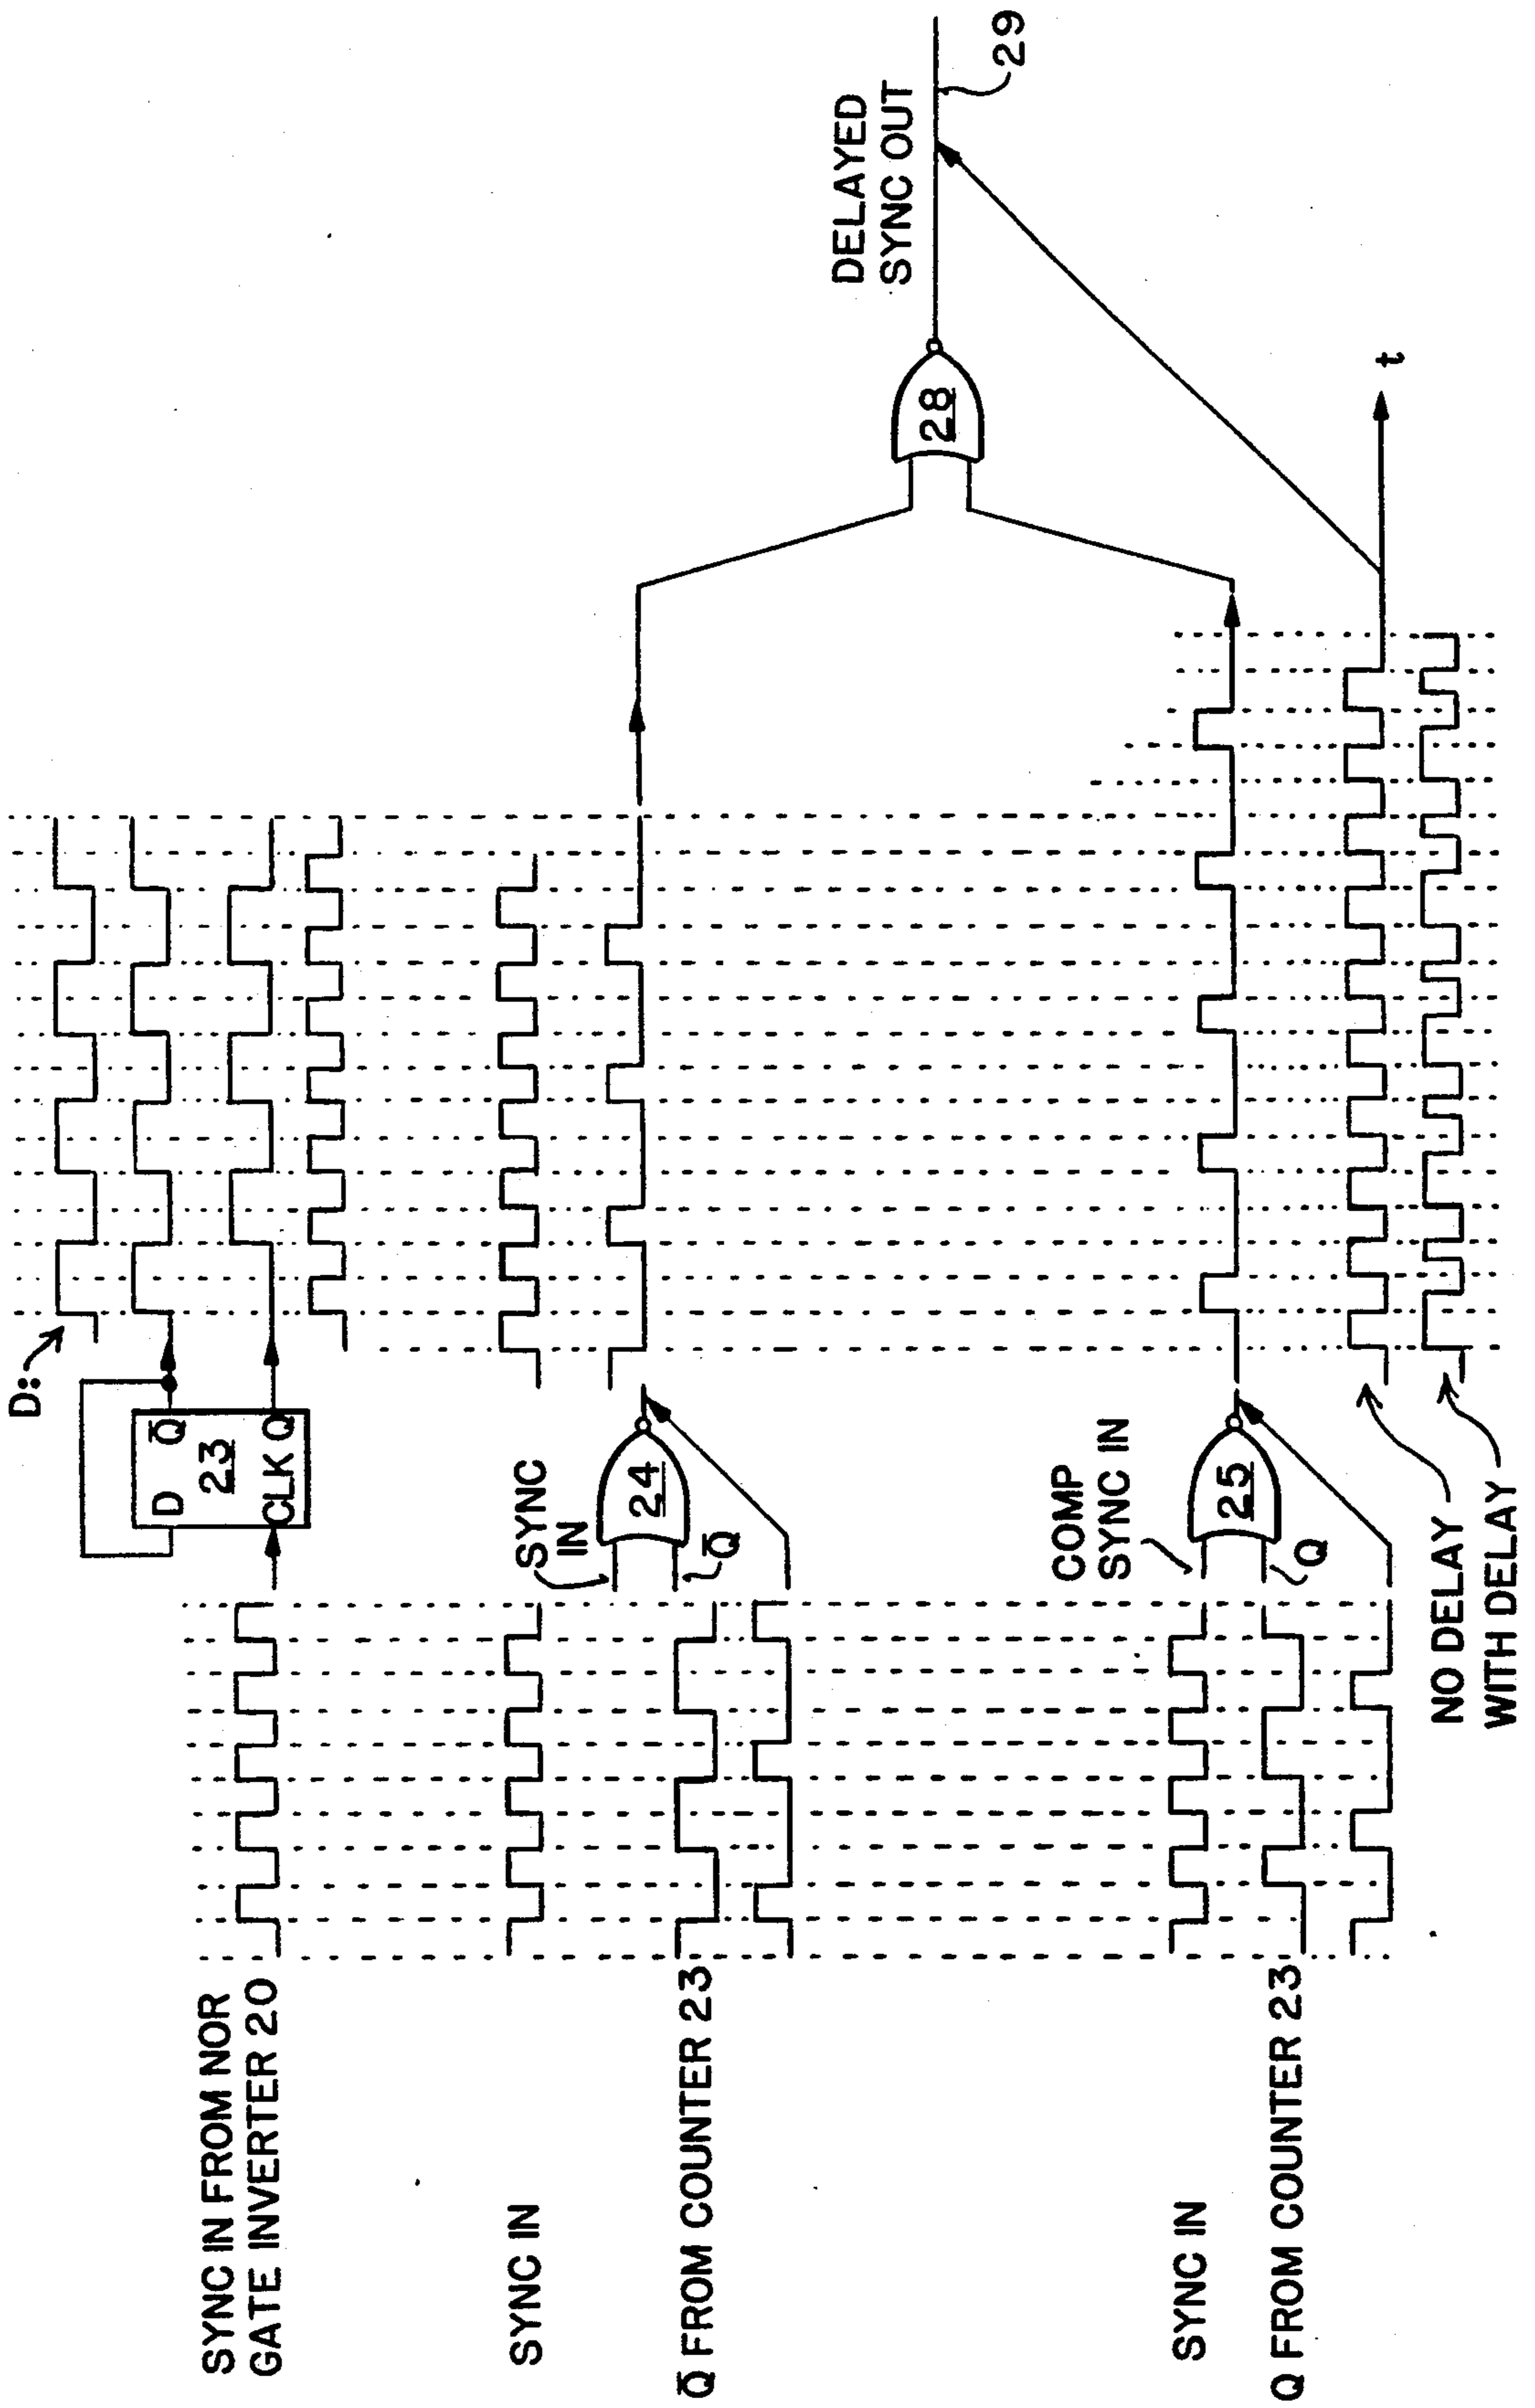 SYNC IN FROM NOR
GATE INVERTER 20
D
Q̅
23
CLK Q
D:
SYNC IN
SYNC
IN
24
Q̅
Q̅ FROM COUNTER 23
DELAYED
SYNC OUT
28
29
SYNC IN
COMP
SYNC IN
25
Q
Q FROM COUNTER 23
NO DELAY
WITH DELAY
t